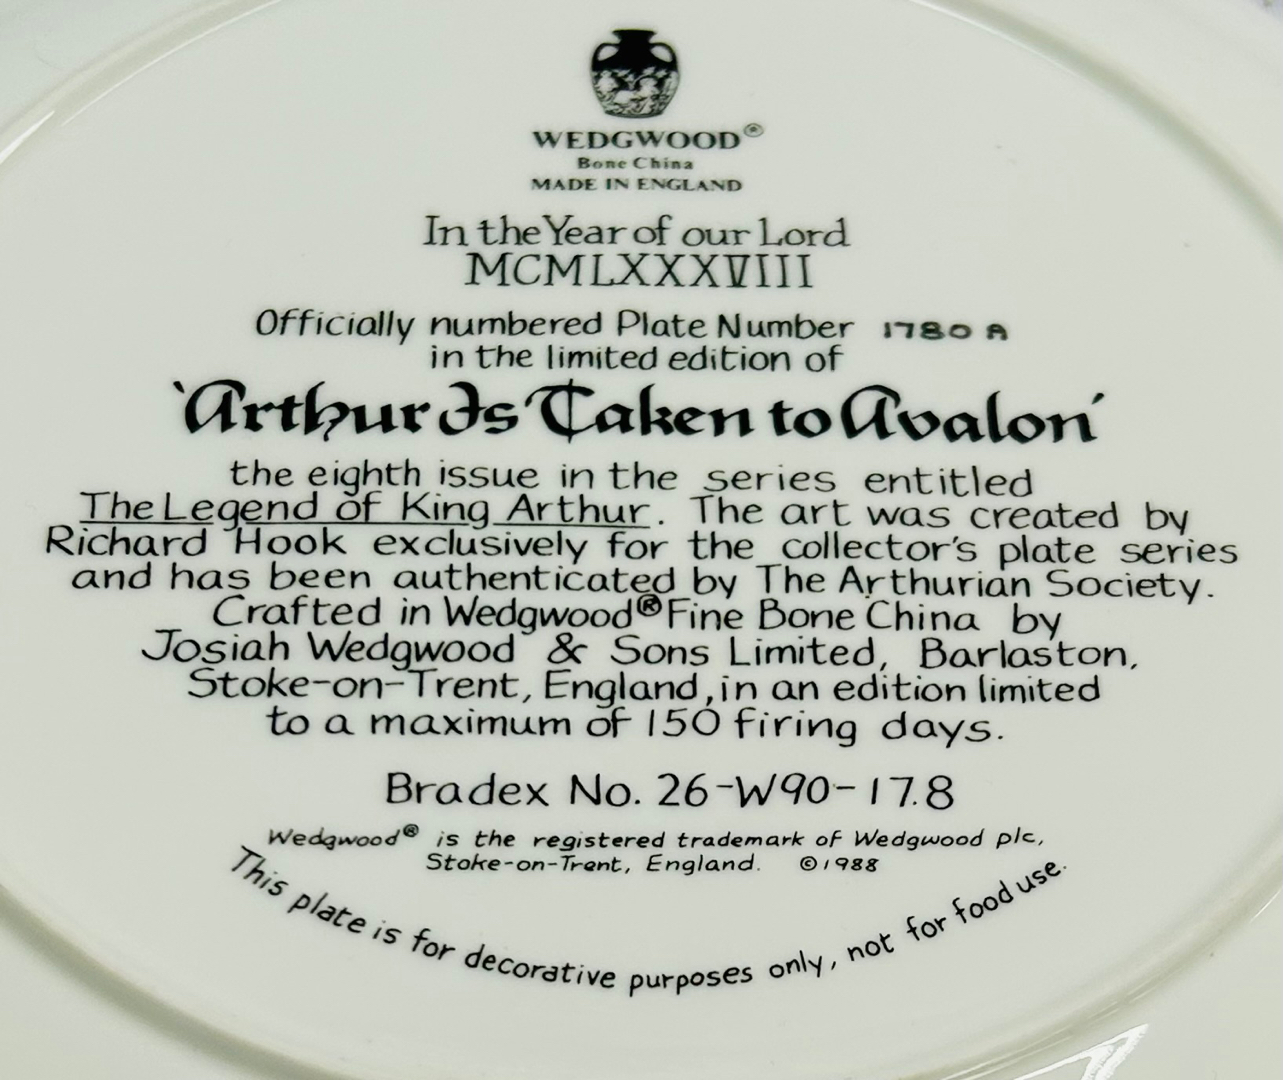 WEDGWOOD®
Bone China
MADE IN ENGLAND
In the Year of our Lord
MCMLXXXVIII
Officially numbered Plate Number 1780 A
in the limited edition of
'Arthur Is Taken to Avalon'
the eighth issue in the series entitled
The Legend of King Arthur. The art was created by
Richard Hook exclusively for the collector's plate series
and has been authenticated by The Arthurian Society.
Crafted in Wedgwood® Fine Bone China by
Josiah Wedgwood & Sons Limited, Barlaston,
Stoke-on-Trent, England, in an edition limited
to a maximum of 150 firing days.
Bradex No. 26-W90-17.8
Wedgwood® is the registered trademark of Wedgwood plc,
Stoke-on-Trent, England. ©1988
This plate is for decorative purposes only, not for food use.